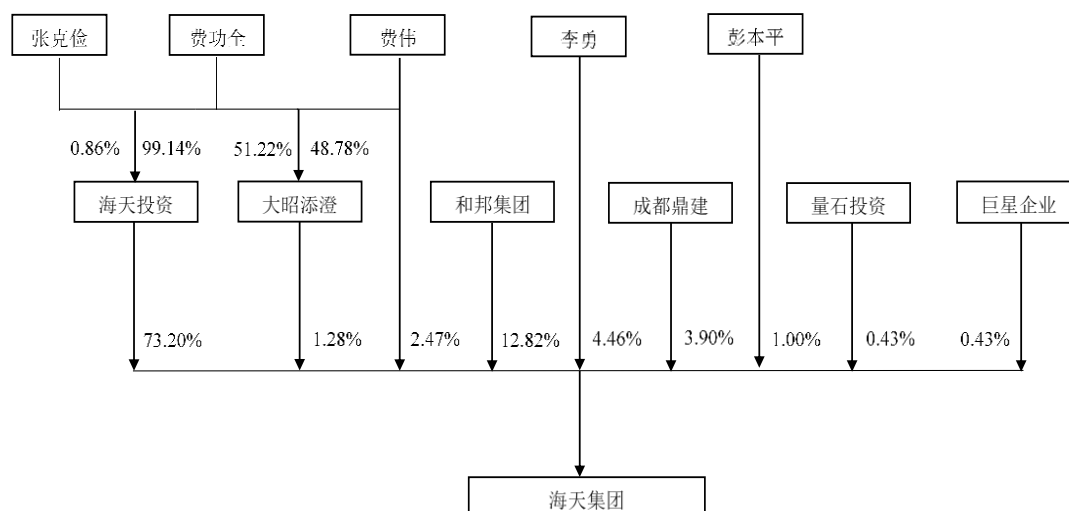 张克俭
费功全
费伟
李勇
彭本平
0.86%
99.14%
51.22%
48.78%
海天投资
大昭添澄
和邦集团
成都鼎建
量石投资
巨星企业
73.20%
1.28%
2.47%
12.82%
4.46%
3.90%
1.00%
0.43%
0.43%
海天集团